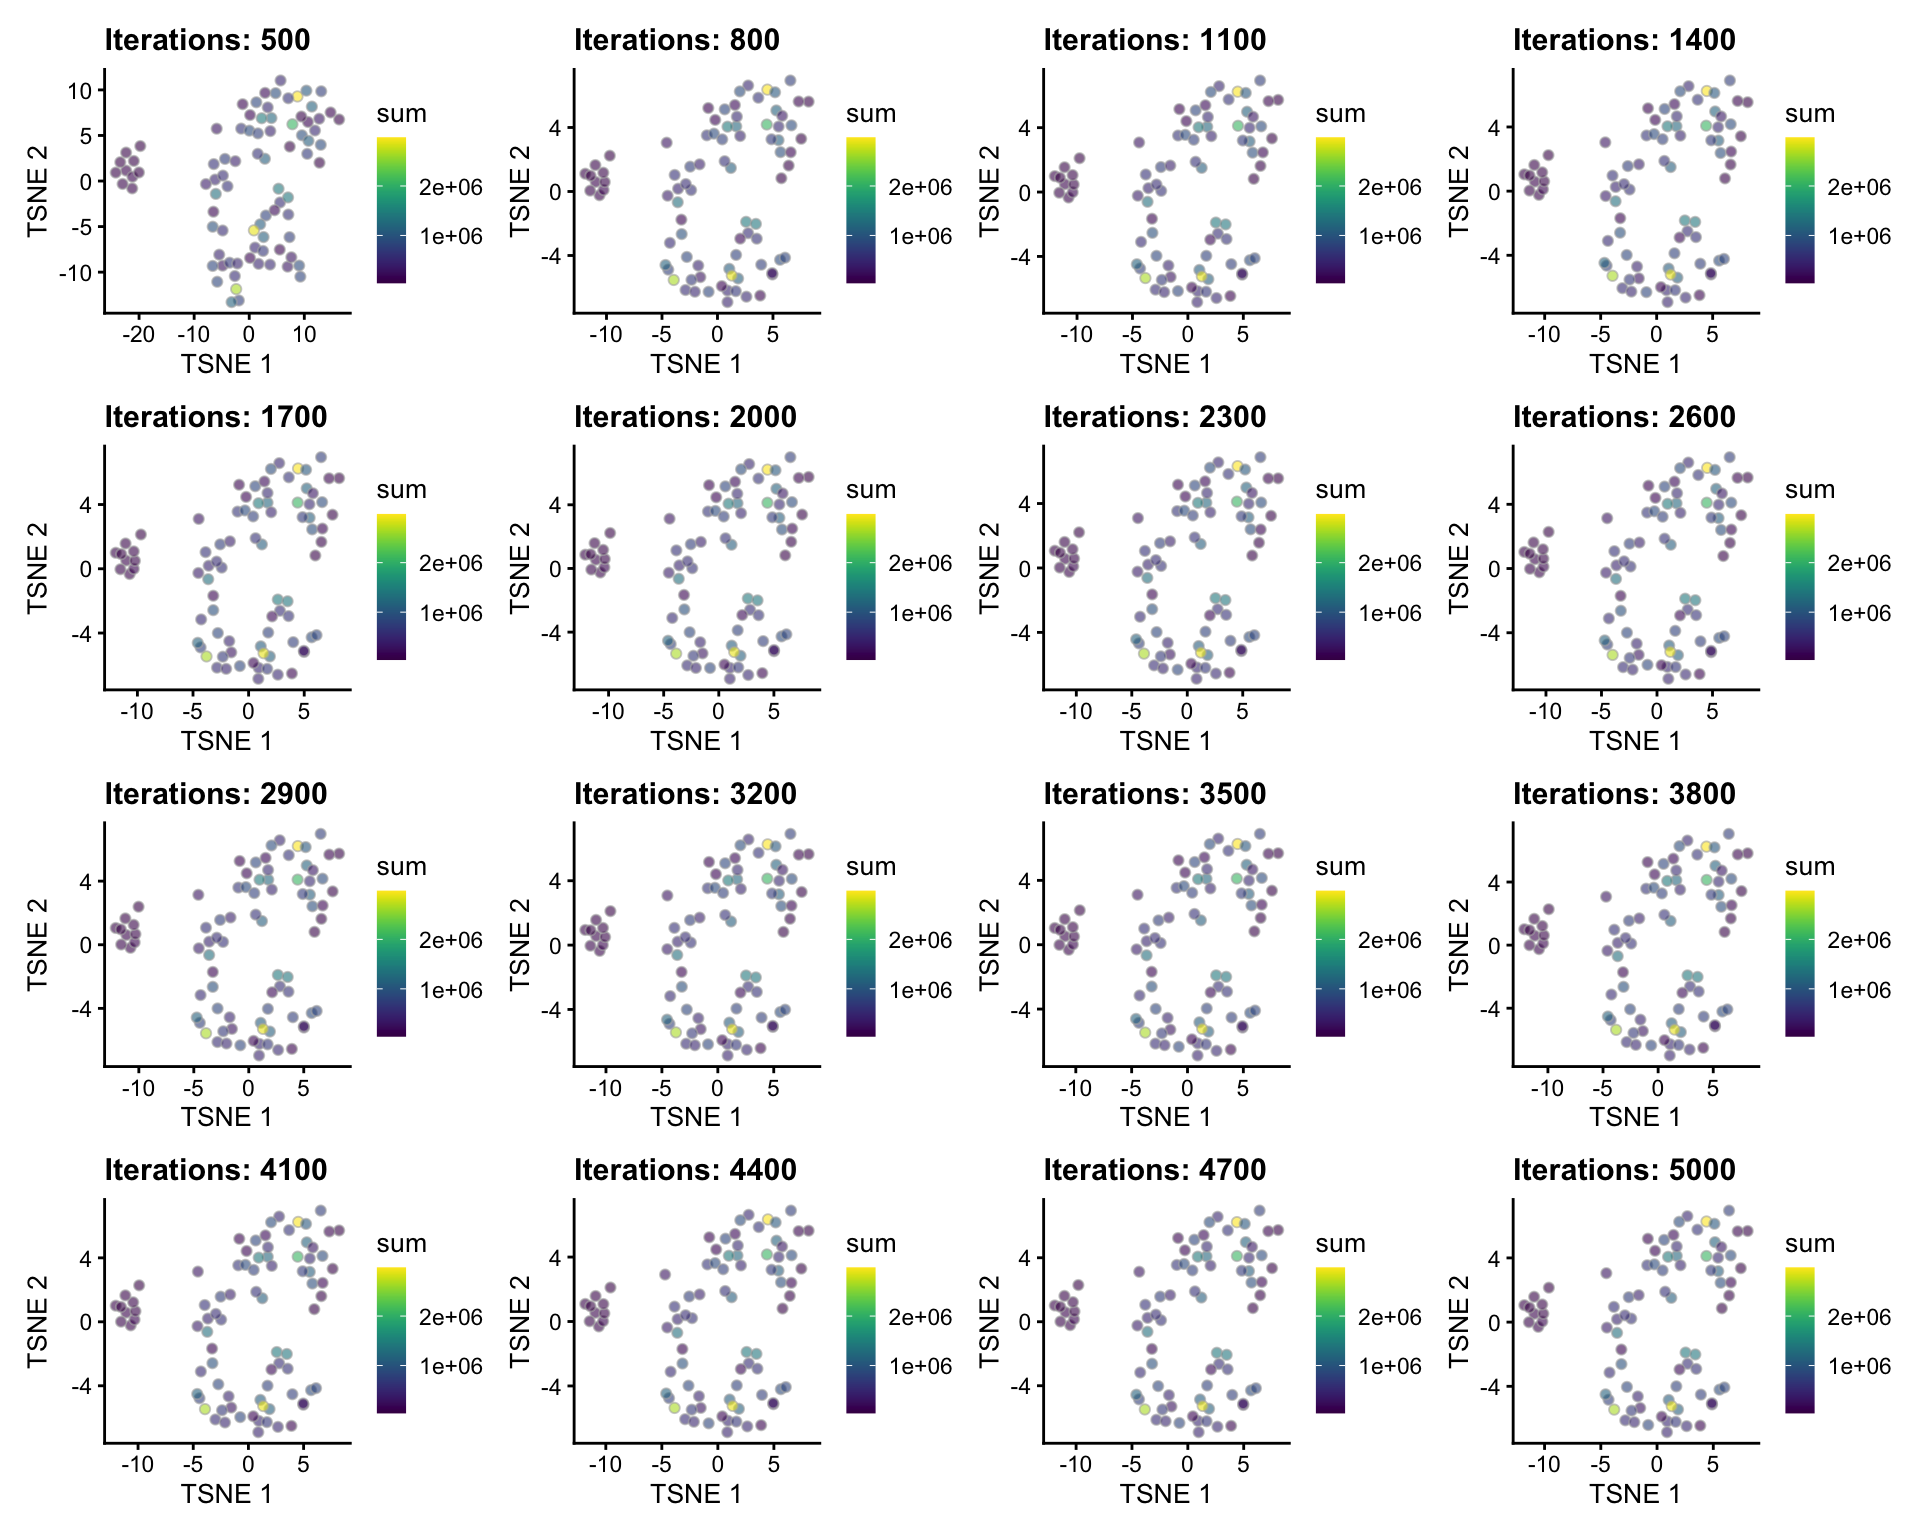 Iterations: 500
Iterations: 800
Iterations: 1100
Iterations: 1400
10
5
0
-5
-10
TSNE 2
-20
-10
0
10
TSNE 1
sum
2e+06
1e+06
4
0
-4
TSNE 2
-10
-5
0
5
TSNE 1
sum
2e+06
1e+06
4
0
-4
TSNE 2
-10
-5
0
5
TSNE 1
sum
2e+06
1e+06
4
0
-4
TSNE 2
-10
-5
0
5
TSNE 1
sum
2e+06
1e+06
Iterations: 1700
Iterations: 2000
Iterations: 2300
Iterations: 2600
4
0
-4
TSNE 2
-10
-5
0
5
TSNE 1
sum
2e+06
1e+06
4
0
-4
TSNE 2
-10
-5
0
5
TSNE 1
sum
2e+06
1e+06
4
0
-4
TSNE 2
-10
-5
0
5
TSNE 1
sum
2e+06
1e+06
4
0
-4
TSNE 2
-10
-5
0
5
TSNE 1
sum
2e+06
1e+06
Iterations: 2900
Iterations: 3200
Iterations: 3500
Iterations: 3800
4
0
-4
TSNE 2
-10
-5
0
5
TSNE 1
sum
2e+06
1e+06
4
0
-4
TSNE 2
-10
-5
0
5
TSNE 1
sum
2e+06
1e+06
4
0
-4
TSNE 2
-10
-5
0
5
TSNE 1
sum
2e+06
1e+06
4
0
-4
TSNE 2
-10
-5
0
5
TSNE 1
sum
2e+06
1e+06
Iterations: 4100
Iterations: 4400
Iterations: 4700
Iterations: 5000
4
0
-4
TSNE 2
-10
-5
0
5
TSNE 1
sum
2e+06
1e+06
4
0
-4
TSNE 2
-10
-5
0
5
TSNE 1
sum
2e+06
1e+06
4
0
-4
TSNE 2
-10
-5
0
5
TSNE 1
sum
2e+06
1e+06
4
0
-4
TSNE 2
-10
-5
0
5
TSNE 1
sum
2e+06
1e+06